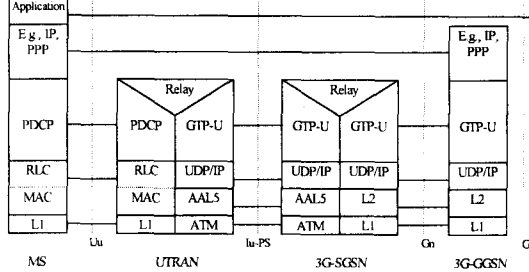 Application
E.g., IP, PPP
E.g., IP, PPP
Relay
Relay
PDCP PDCP GTP-U GTP-U GTP-U GTP-U
RLC RLC UDP/IP UDP/IP UDP/IP UDP/IP
MAC MAC AAL5 AAL5 L2 L2
L1 L1 ATM ATM L1 L1
Uu Iu-PS Gn G
MS UTRAN 3G-SGSN 3G-GGSN